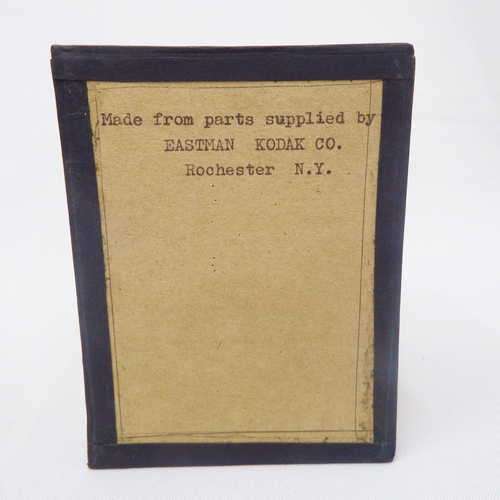 Made from parts supplied by
EASTMAN KODAK CO.
Rochester N.Y.